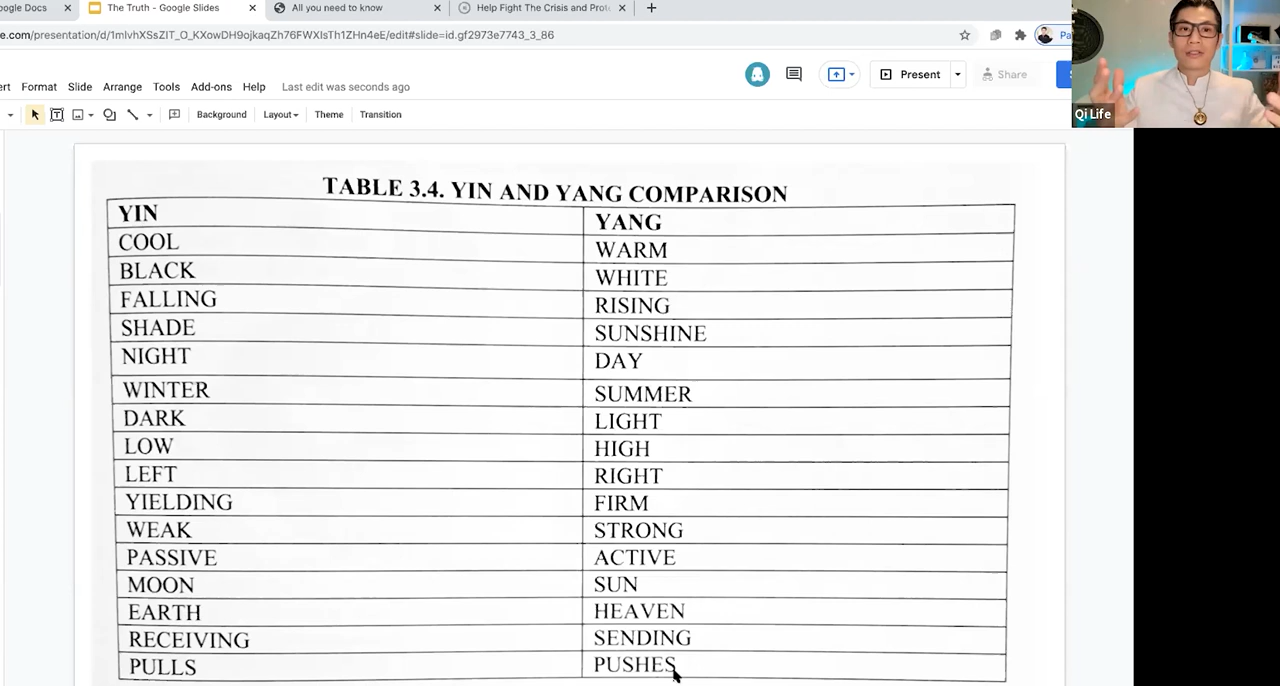 oogle Docs
The Truth - Google Slides
All you need to know
Help Fight The Crisis and Prot
e.com/presentation/d/1mlvhXSsZIT_O_KXowDH9ojkaqZh76FWXIsTh1ZHn4eE/edit#slide=id.gf2973e7743_3_86
Pa
Format Slide Arrange Tools Add-ons Help Last edit was seconds ago
Present
Share
Background Layout Theme Transition
Qi Life
TABLE 3.4. YIN AND YANG COMPARISON
YIN YANG
COOL WARM
BLACK WHITE
FALLING RISING
SHADE SUNSHINE
NIGHT DAY
WINTER SUMMER
DARK LIGHT
LOW HIGH
LEFT RIGHT
YIELDING FIRM
WEAK STRONG
PASSIVE ACTIVE
MOON SUN
EARTH HEAVEN
RECEIVING SENDING
PULLS PUSHES